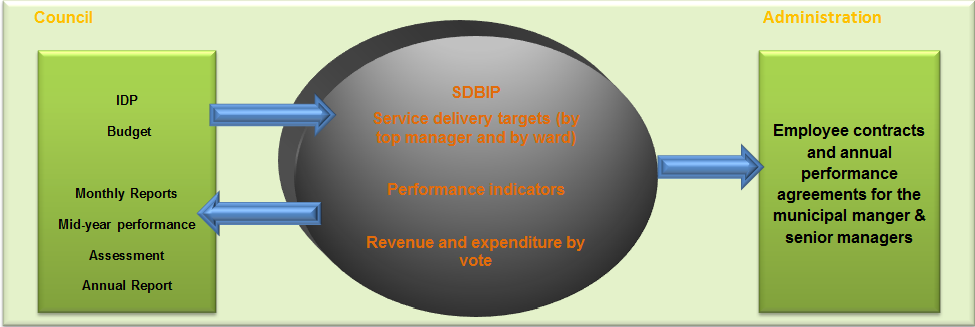 Council
Administration
IDP
Budget
Monthly Reports
Mid-year performance
Assessment
Annual Report
SDBIP
Service delivery targets (by
top manager and by ward)
Performance indicators
Revenue and expenditure by
vote
Employee contracts
and annual
performance
agreements for the
municipal manger &
senior managers